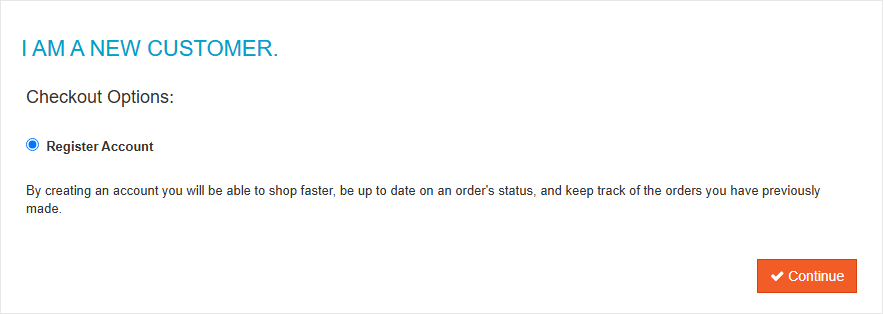 I AM A NEW CUSTOMER.
Checkout Options:
Register Account
By creating an account you will be able to shop faster, be up to date on an order's status, and keep track of the orders you have previously
made.
Continue